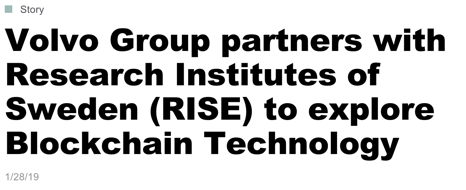 Story
Volvo Group partners with
Research Institutes of
Sweden (RISE) to explore
Blockchain Technology
1/28/19